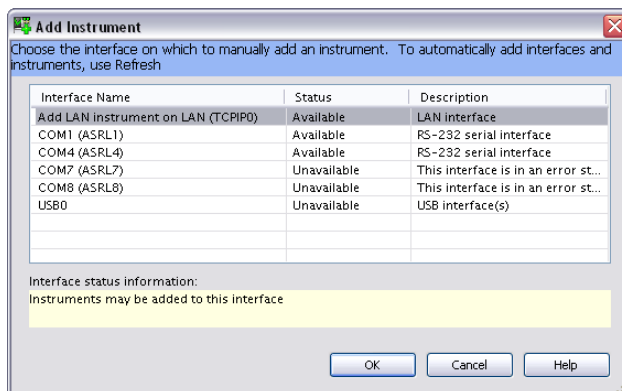 Add Instrument
Choose the interface on which to manually add an instrument. To automatically add interfaces and
instruments, use Refresh
Interface Name Status Description
Add LAN instrument on LAN (TCPIP0) Available LAN interface
COM1 (ASRL1) Available RS-232 serial interface
COM4 (ASRL4) Available RS-232 serial interface
COM7 (ASRL7) Unavailable This interface is in an error st...
COM8 (ASRL8) Unavailable This interface is in an error st...
USB0 Unavailable USB interface(s)
Interface status information:
Instruments may be added to this interface
OK Cancel Help